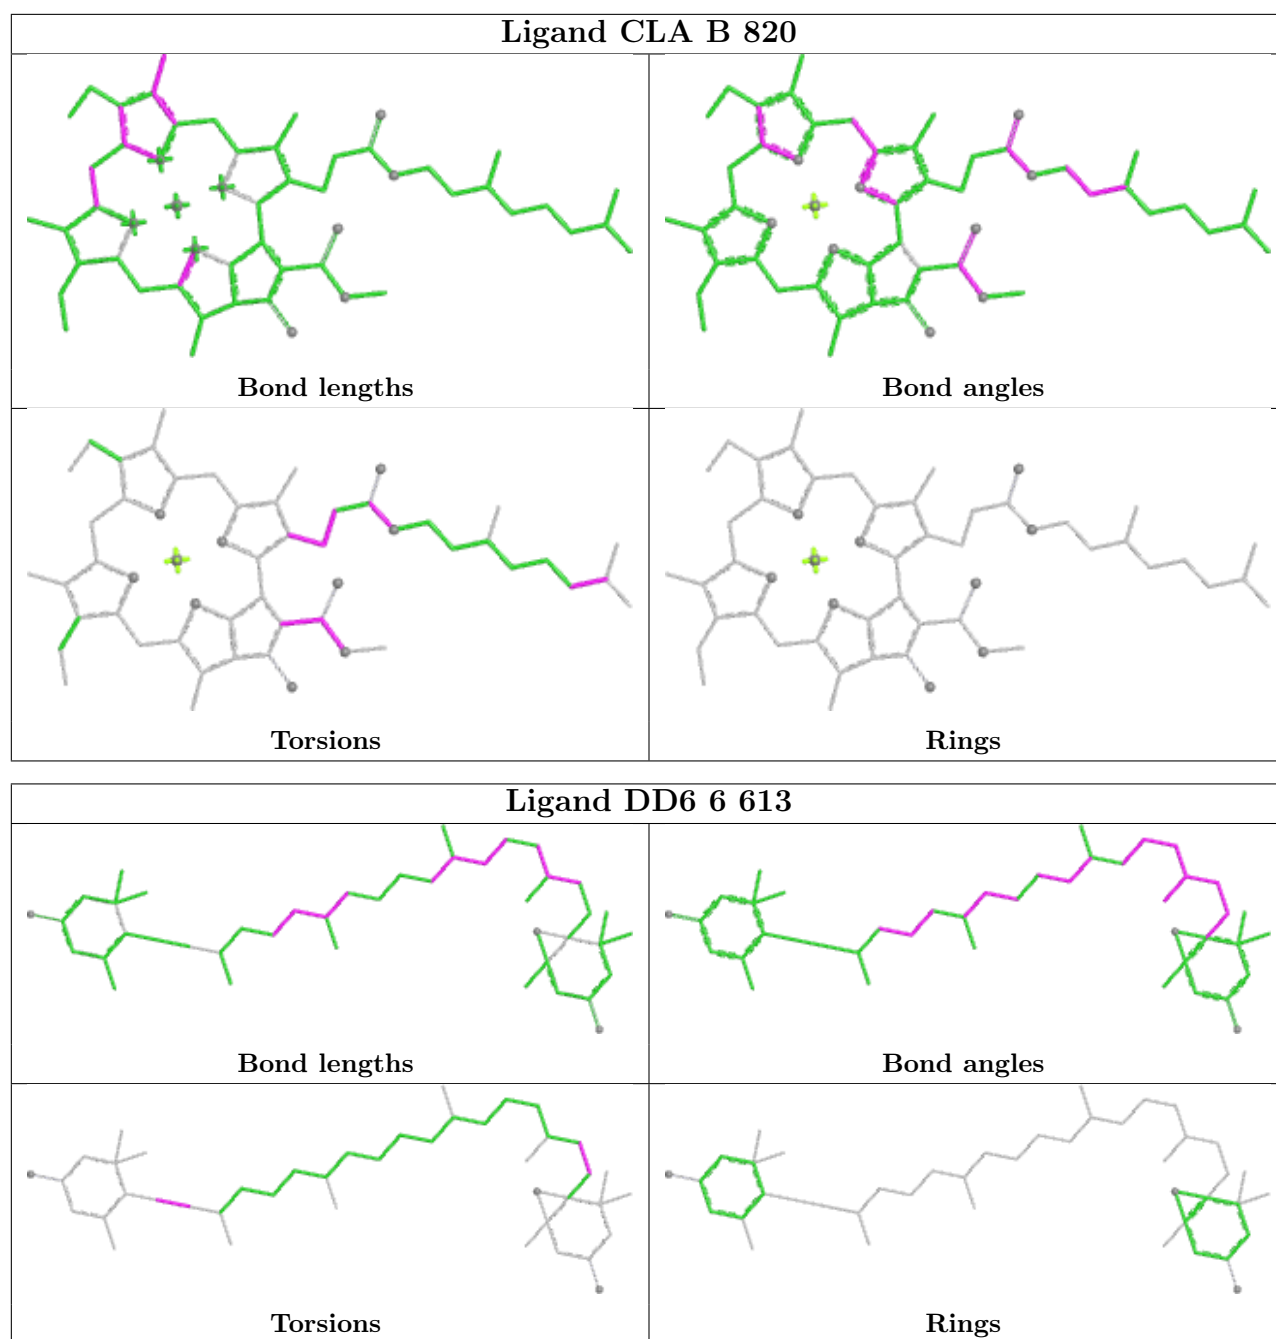 Ligand CLA B 820
Bond lengths
Bond angles
Torsions
Rings
Ligand DD6 6 613
Bond lengths
Bond angles
Torsions
Rings